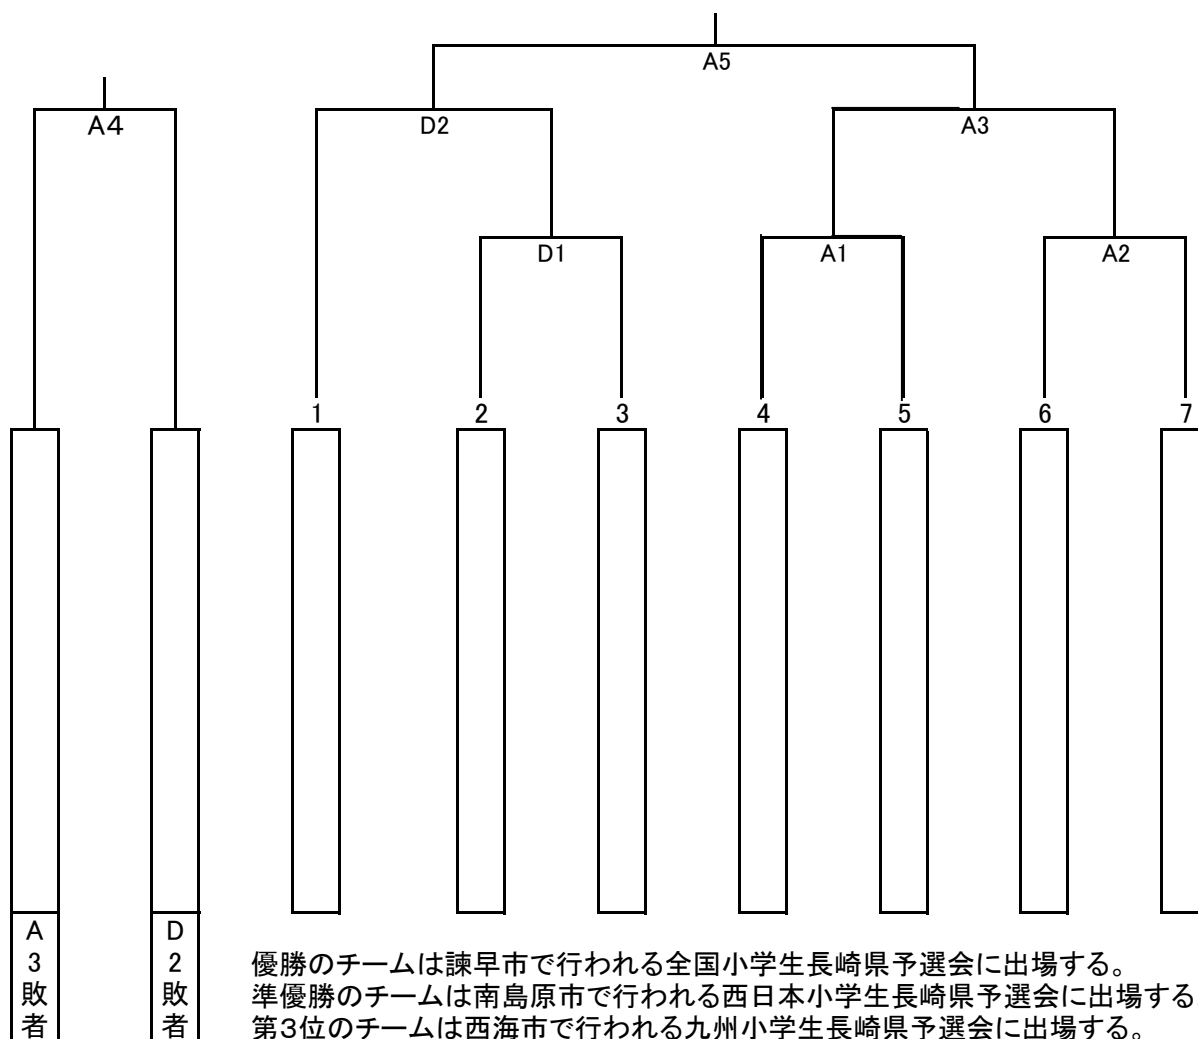 A5
A４
D2
A3
D1
A1
A2
1
2
3
4
5
6
7
A3敗者
D2敗者
優勝のチームは諫早市で行われる全国小学生長崎県予選会に出場する。
準優勝のチームは南島原市で行われる西日本小学生長崎県予選会に出場する
第３位のチームは西海市で行われる九州小学生長崎県予選会に出場する。